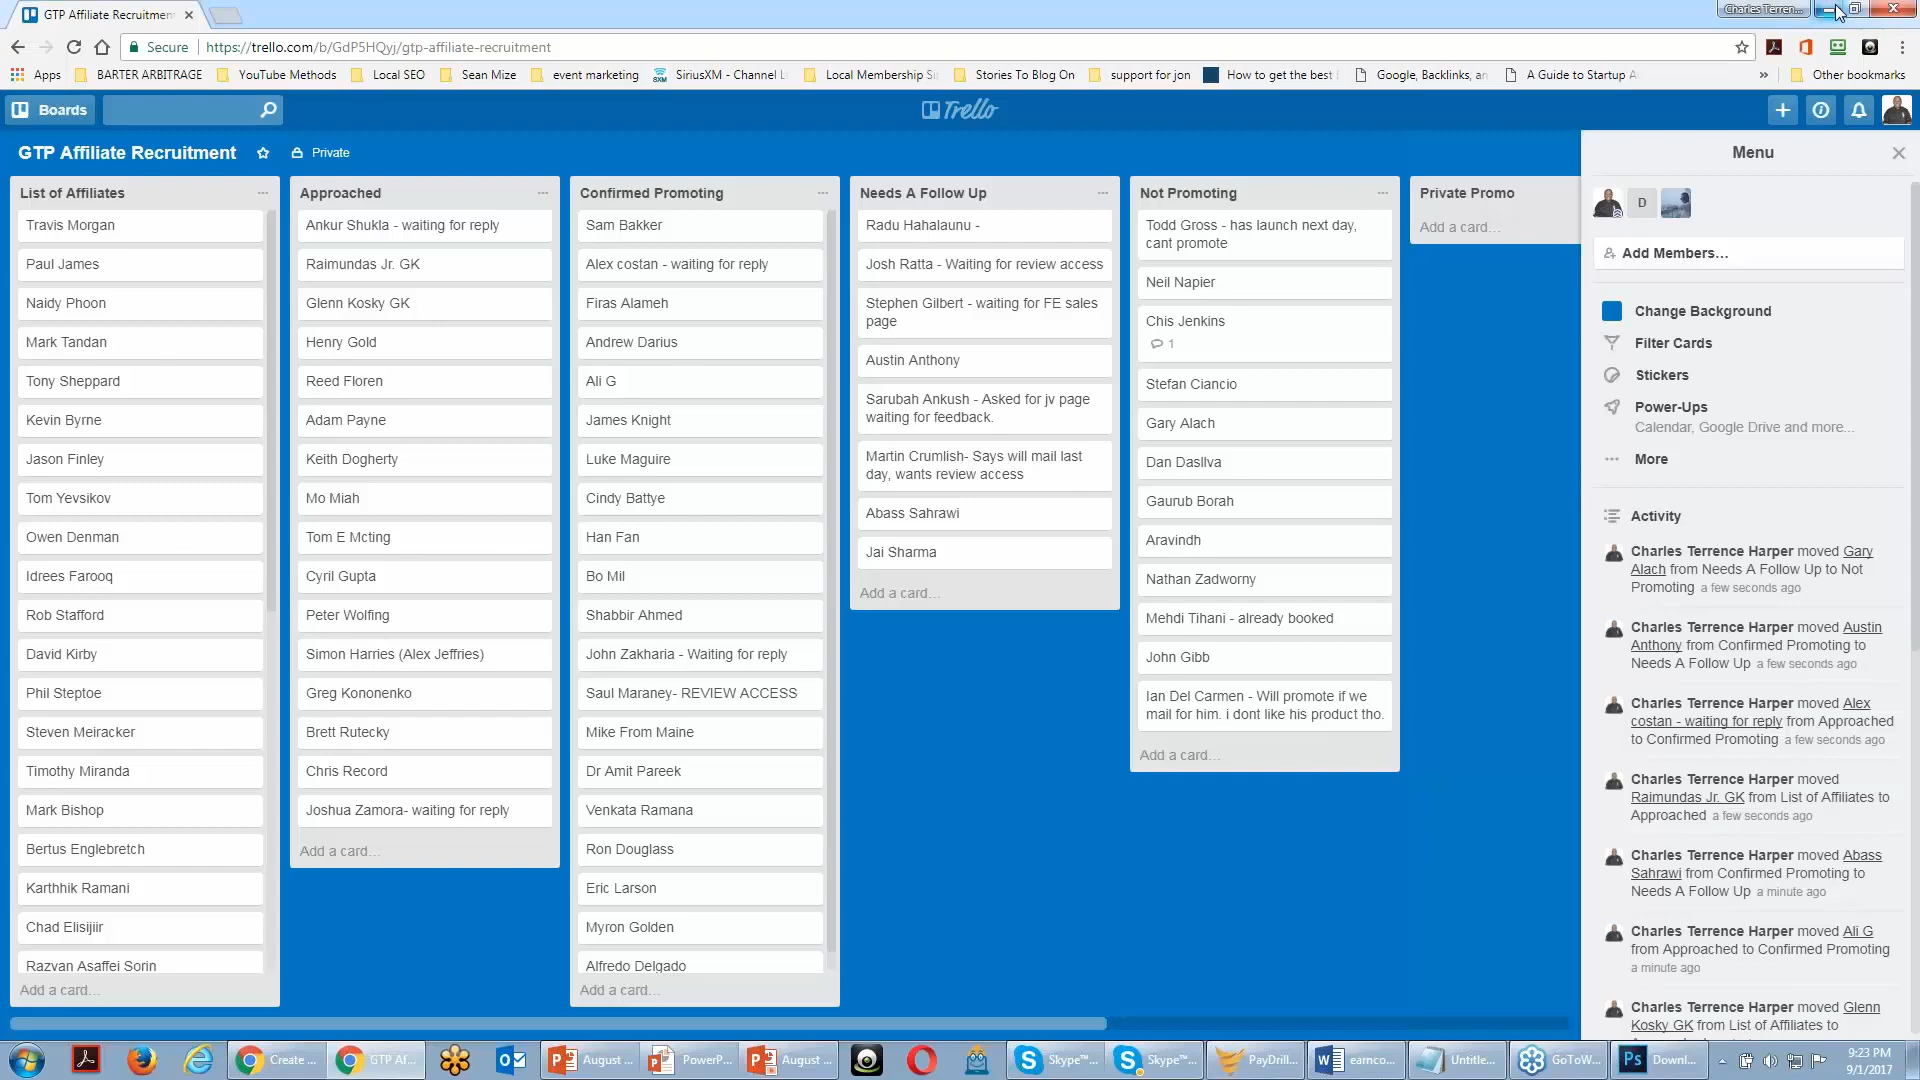 GTP Affiliate Recruitment
Charles Terren...
Secure
https://trello.com/b/GdP5HQyj/gtp-affiliate-recruitment
Apps
BARTER ARBITRAGE
YouTube Methods
Local SEO
Sean Mize
event marketing
SiriusXM - Channel L
Local Membership Si
Stories To Blog On
support for jon
How to get the best
Google, Backlinks, an
A Guide to Startup A
»
Other bookmarks
Boards
Trello
GTP Affiliate Recruitment
Private
List of Affiliates
Travis Morgan
Paul James
Naidy Phoon
Mark Tandan
Tony Sheppard
Kevin Byrne
Jason Finley
Tom Yevsikov
Owen Denman
Idrees Farooq
Rob Stafford
David Kirby
Phil Steptoe
Steven Meiracker
Timothy Miranda
Mark Bishop
Bertus Englebretch
Karthhik Ramani
Chad Elisijiir
Razvan Asaffei Sorin
Add a card...
Approached
Ankur Shukla - waiting for reply
Raimundas Jr. GK
Glenn Kosky GK
Henry Gold
Reed Floren
Adam Payne
Keith Dogherty
Mo Miah
Tom E Mcting
Cyril Gupta
Peter Wolfing
Simon Harries (Alex Jeffries)
Greg Kononenko
Brett Rutecky
Chris Record
Joshua Zamora- waiting for reply
Add a card...
Confirmed Promoting
Sam Bakker
Alex costan - waiting for reply
Firas Alameh
Andrew Darius
Ali G
James Knight
Luke Maguire
Cindy Battye
Han Fan
Bo Mil
Shabbir Ahmed
John Zakharia - Waiting for reply
Saul Maraney- REVIEW ACCESS
Mike From Maine
Dr Amit Pareek
Venkata Ramana
Ron Douglass
Eric Larson
Myron Golden
Alfredo Delgado
Add a card...
Needs A Follow Up
Radu Hahalaunu -
Josh Ratta - Waiting for review access
Stephen Gilbert - waiting for FE sales
page
Austin Anthony
Sarubah Ankush - Asked for jv page
waiting for feedback.
Martin Crumlish- Says will mail last
day, wants review access
Abass Sahrawi
Jai Sharma
Add a card...
Not Promoting
Todd Gross - has launch next day,
cant promote
Neil Napier
Chis Jenkins
1
Stefan Ciancio
Gary Alach
Dan Dasllva
Gaurub Borah
Aravindh
Nathan Zadworny
Mehdi Tihani - already booked
John Gibb
Ian Del Carmen - Will promote if we
mail for him. i dont like his product tho.
Add a card...
Private Promo
Add a card...
Menu
D
Add Members...
Change Background
Filter Cards
Stickers
Power-Ups
Calendar, Google Drive and more...
More
Activity
Charles Terrence Harper moved Gary
Alach from Needs A Follow Up to Not
Promoting a few seconds ago
Charles Terrence Harper moved Austin
Anthony from Confirmed Promoting to
Needs A Follow Up a few seconds ago
Charles Terrence Harper moved Alex
costan - waiting for reply from Approached
to Confirmed Promoting a few seconds ago
Charles Terrence Harper moved
Raimundas Jr. GK from List of Affiliates to
Approached a few seconds ago
Charles Terrence Harper moved Abass
Sahrawi from Confirmed Promoting to
Needs A Follow Up a minute ago
Charles Terrence Harper moved Ali G
from Approached to Confirmed Promoting
a minute ago
Charles Terrence Harper moved Glenn
Kosky GK from List of Affiliates to
Create ...
GTP Af...
August ...
PowerP...
August ...
Skype™...
Skype™...
PayDrill...
earnco...
Untitle...
GoToW...
Downl...
9:23 PM
9/1/2017